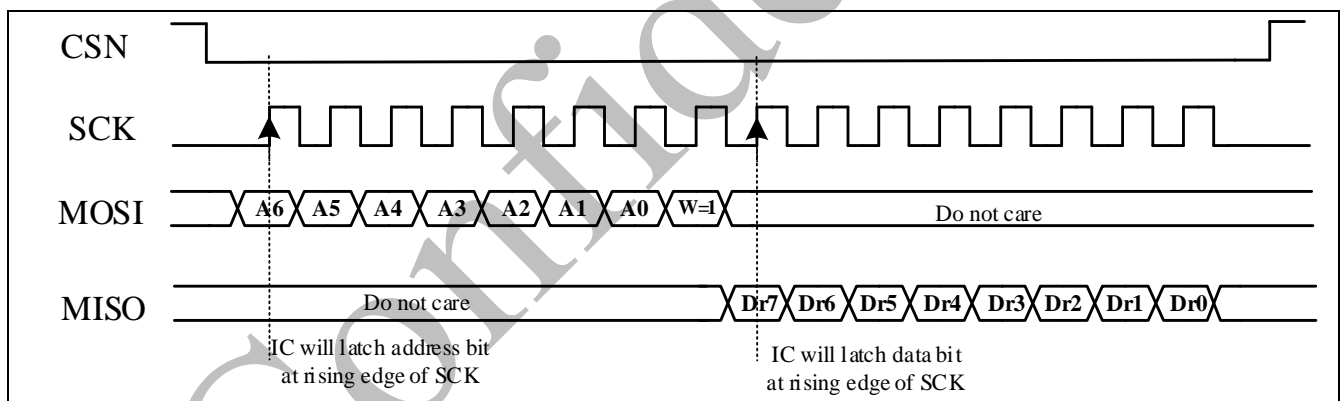 CSN
SCK
MOSI
A6 A5 A4 A3 A2 A1 A0 W=1 Do not care
MISO
Do not care Dr7 Dr6 Dr5 Dr4 Dr3 Dr2 Dr1 Dr0
IC will latch address bit
at rising edge of SCK
IC will latch data bit
at rising edge of SCK